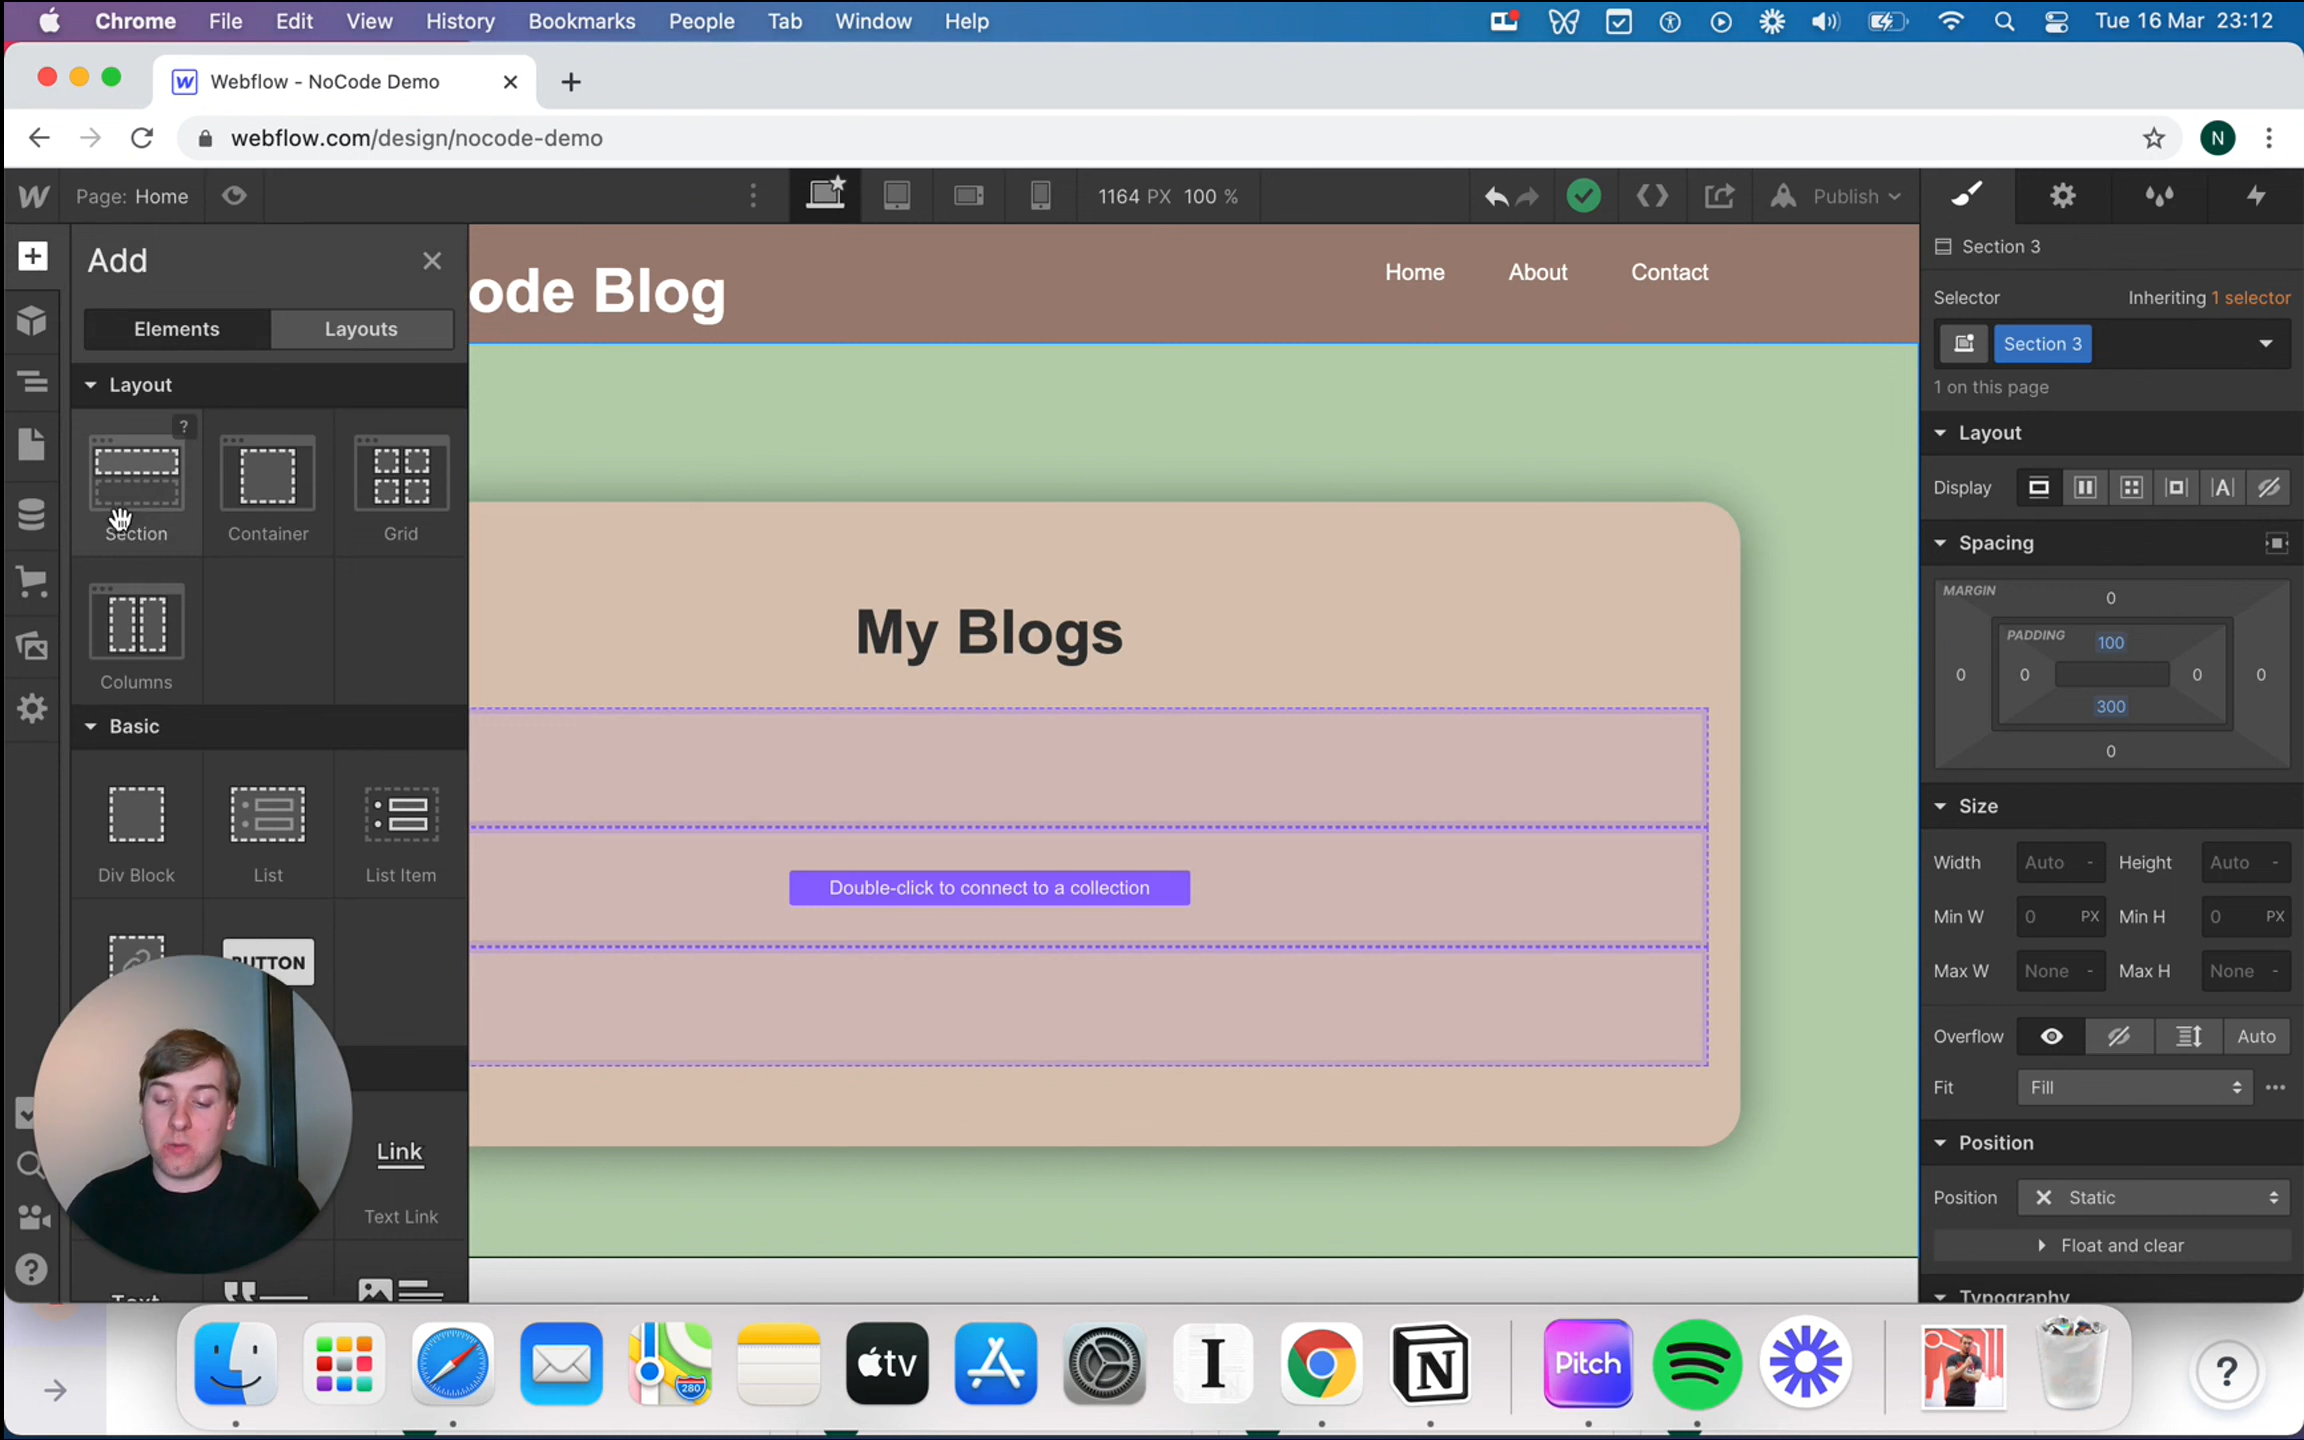 Chrome File Edit View History Bookmarks People Tab Window Help Tue 16 Mar 23:12
W Webflow - NoCode Demo
webflow.com/design/nocode-demo N
W Page: Home 1164 PX 100 % Publish
Add
Elements Layouts
Layout
?
Section Container Grid
Columns
Basic
Div Block List List Item
BUTTON
Link
Text Link
ode Blog
Home About Contact
My Blogs
Double-click to connect to a collection
Section 3
Selector Inheriting 1 selector
Section 3
1 on this page
Layout
Display A
Spacing
MARGIN
0
PADDING 100
0 0 0 0
300
0
Size
Width Auto - Height Auto -
Min W 0 PX Min H 0 PX
Max W None - Max H None -
Overflow Auto
Fit Fill
Position
Position Static
Float and clear
Typography
280 tv I N Pitch ?